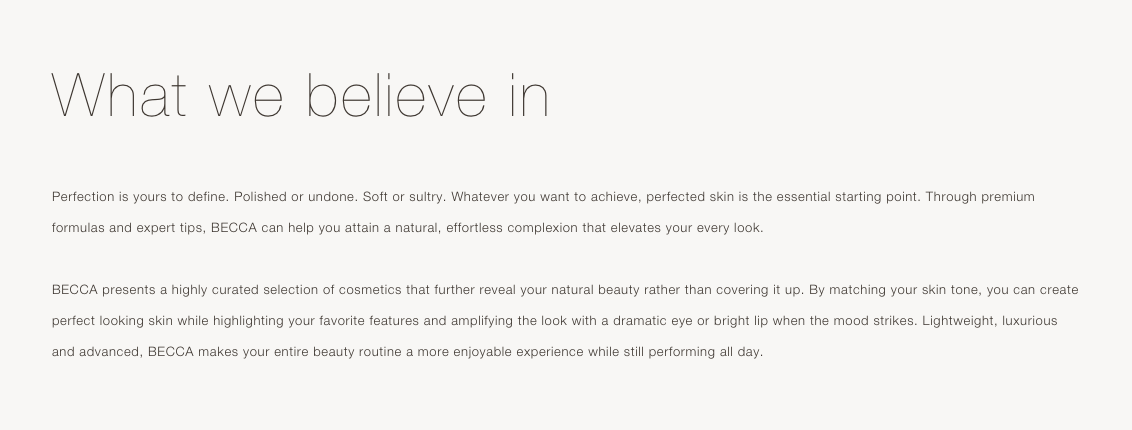 What we believe in
Perfection is yours to define. Polished or undone. Soft or sultry. Whatever you want to achieve, perfected skin is the essential starting point. Through premium
formulas and expert tips, BECCA can help you attain a natural, effortless complexion that elevates your every look.
BECCA presents a highly curated selection of cosmetics that further reveal your natural beauty rather than covering it up. By matching your skin tone, you can create
perfect looking skin while highlighting your favorite features and amplifying the look with a dramatic eye or bright lip when the mood strikes. Lightweight, luxurious
and advanced, BECCA makes your entire beauty routine a more enjoyable experience while still performing all day.